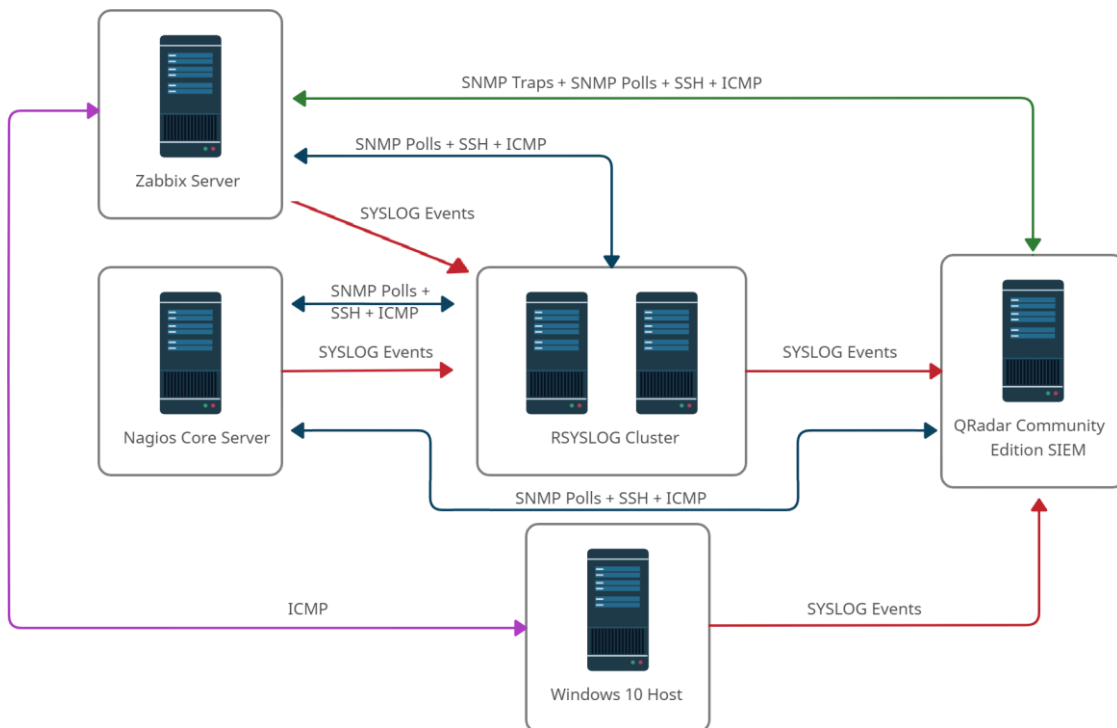 SNMP Traps + SNMP Polls + SSH + ICMP
SNMP Polls + SSH + ICMP
Zabbix Server
SYSLOG Events
SNMP Polls +
SSH + ICMP
SYSLOG Events
SYSLOG Events
Nagios Core Server
RSYSLOG Cluster
QRadar Community
Edition SIEM
SNMP Polls + SSH + ICMP
ICMP
SYSLOG Events
Windows 10 Host